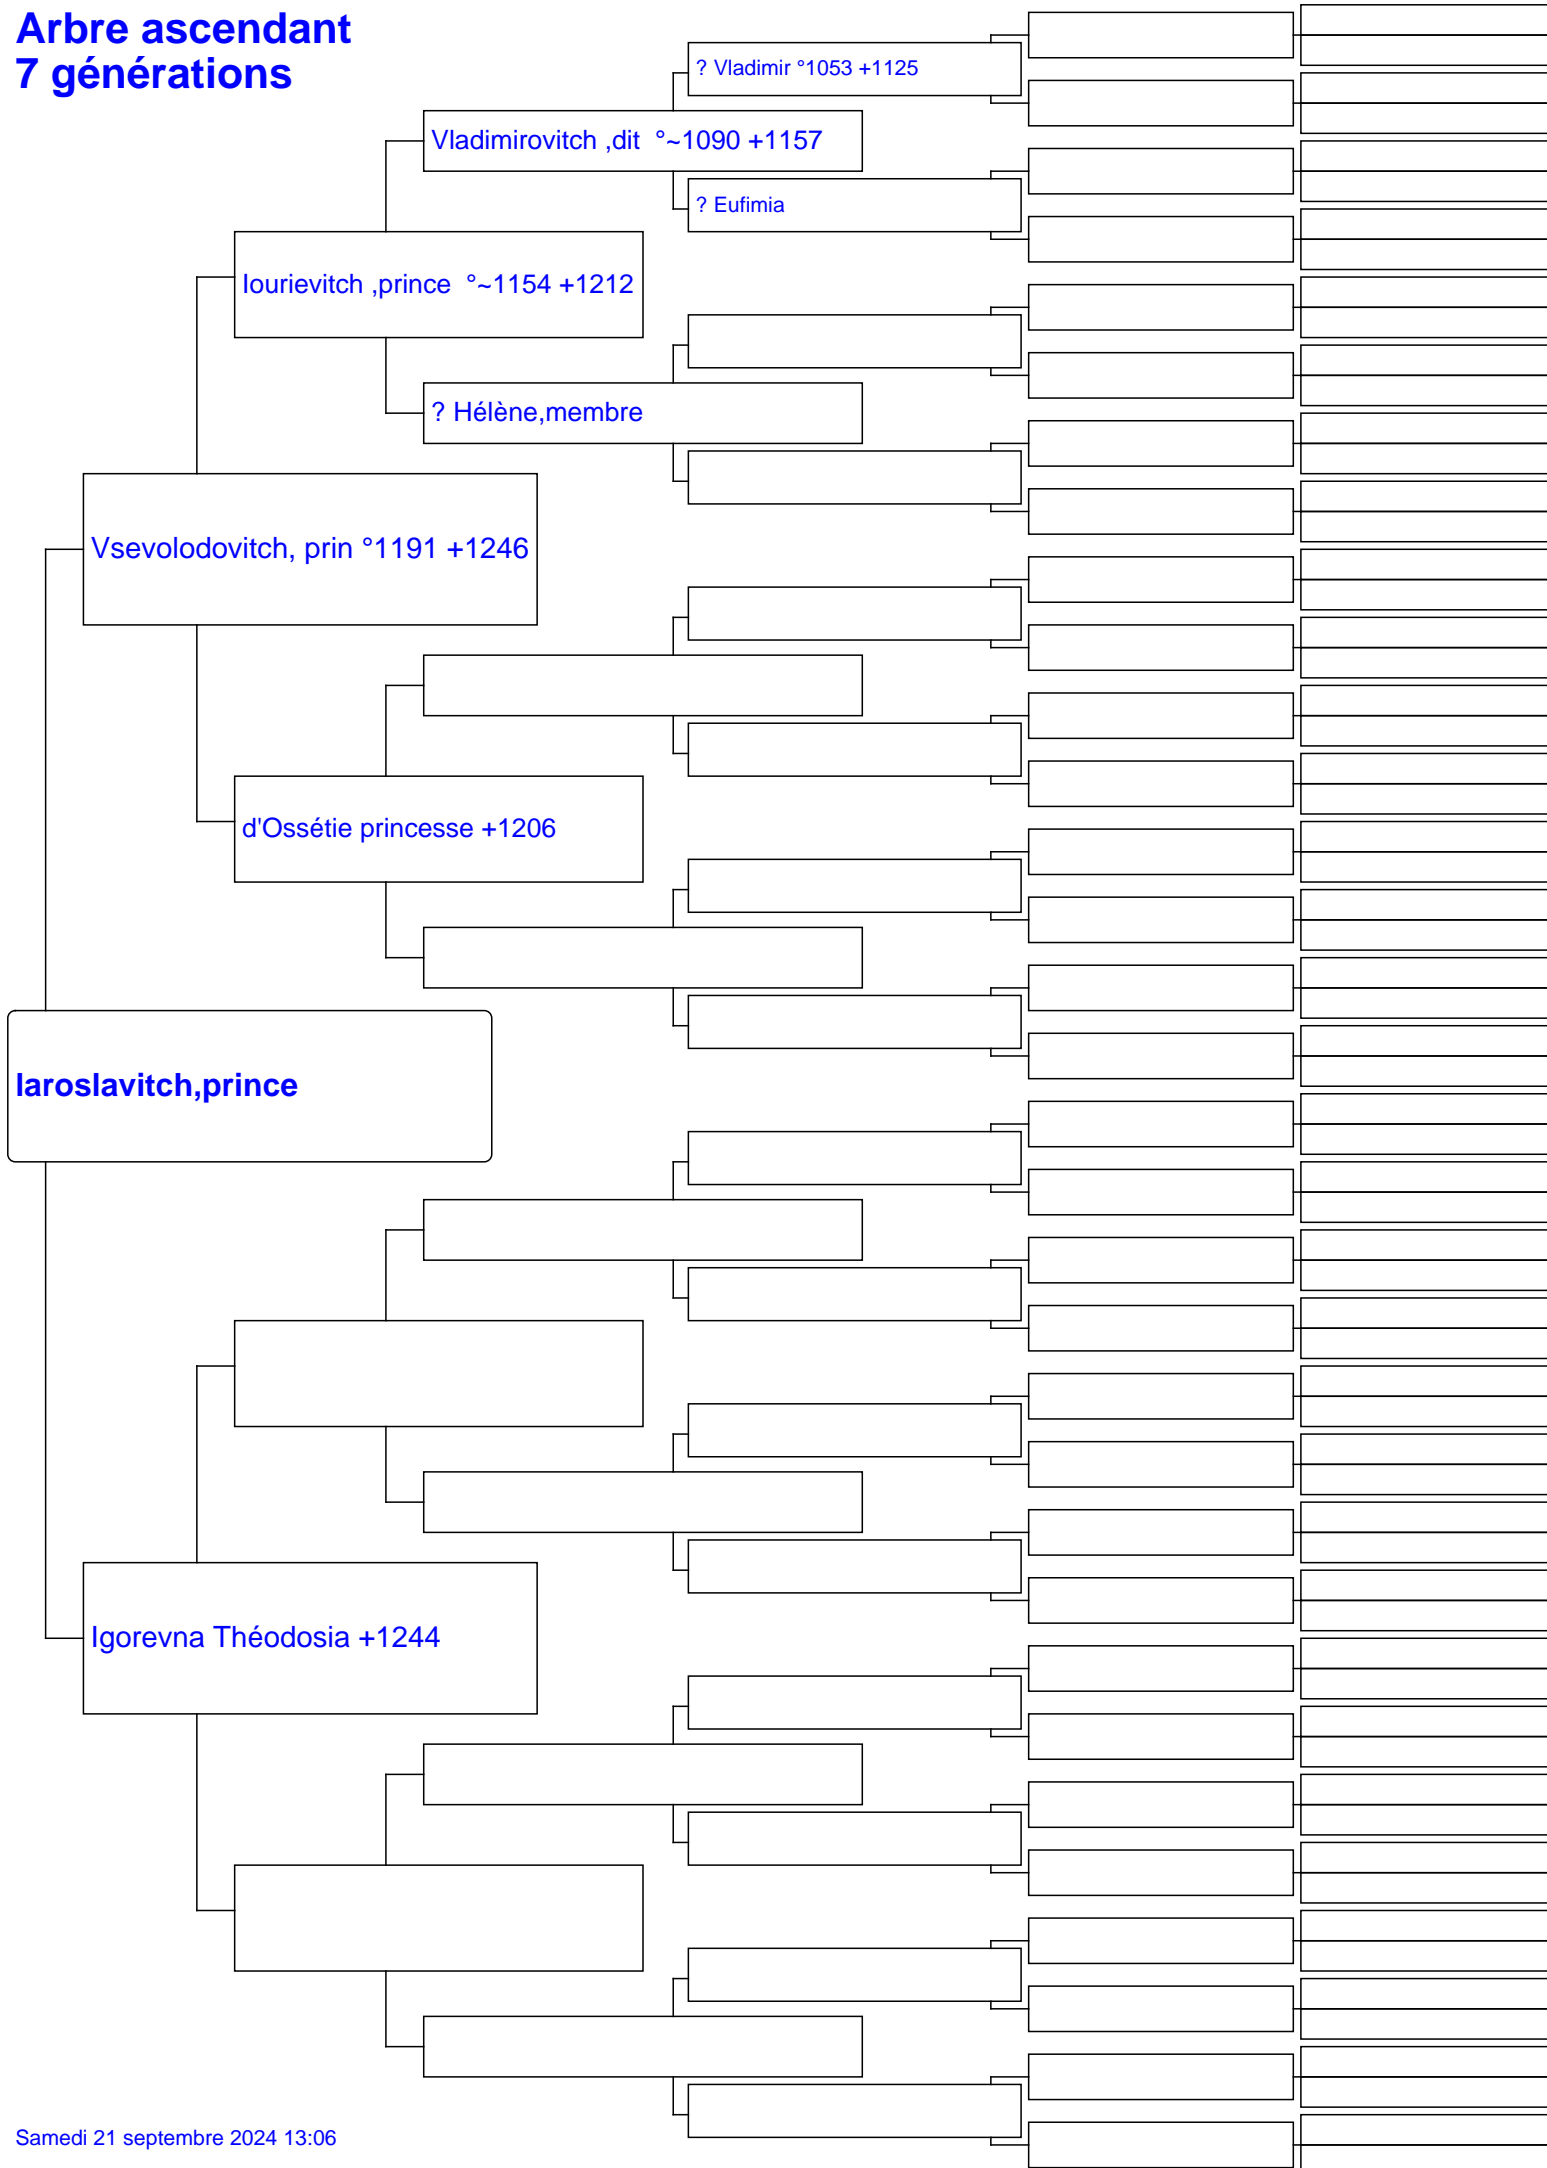 Arbre ascendant
7 générations
? Vladimir °1053 +1125
Vladimirovitch ,dit  °~1090 +1157
? Eufimia
Iourievitch ,prince  °~1154 +1212
? Hélène,membre
Vsevolodovitch, prin °1191 +1246
d'Ossétie princesse +1206
Iaroslavitch,prince
Igorevna Théodosia +1244
Samedi 21 septembre 2024 13:06